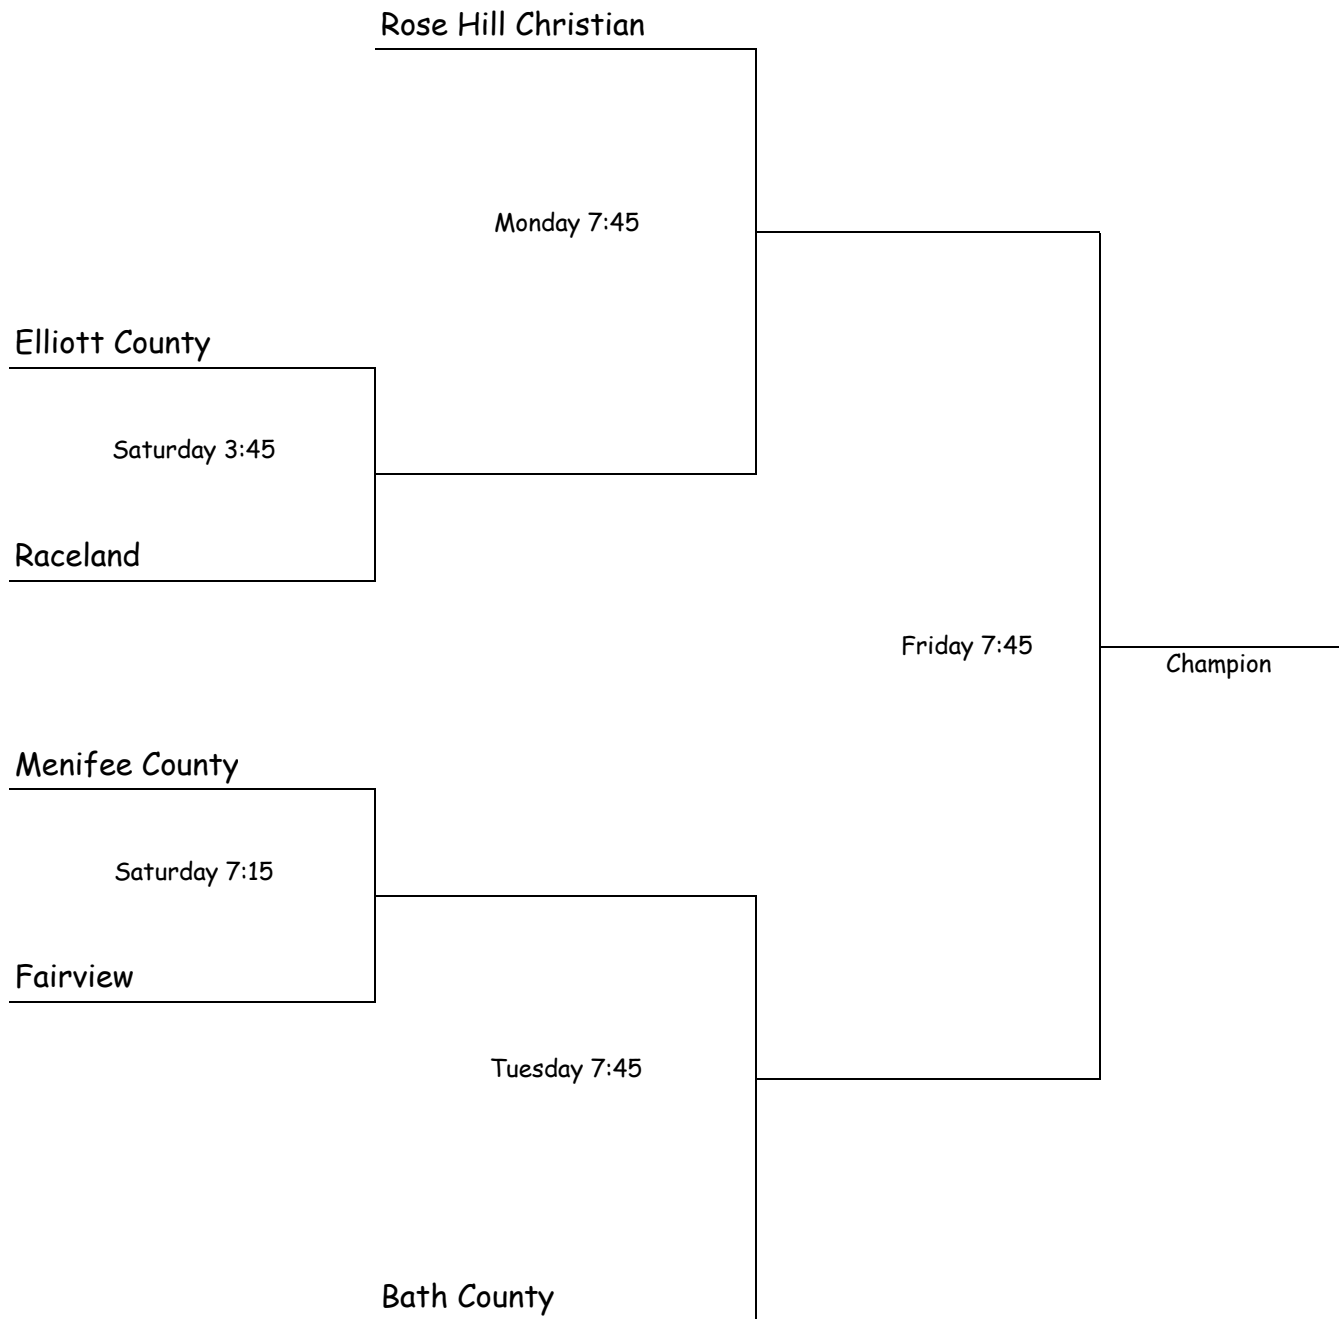 Rose Hill Christian
Monday 7:45
Elliott County
Saturday 3:45
Raceland
Friday 7:45
Champion
Menifee County
Saturday 7:15
Fairview
Tuesday 7:45
Bath County